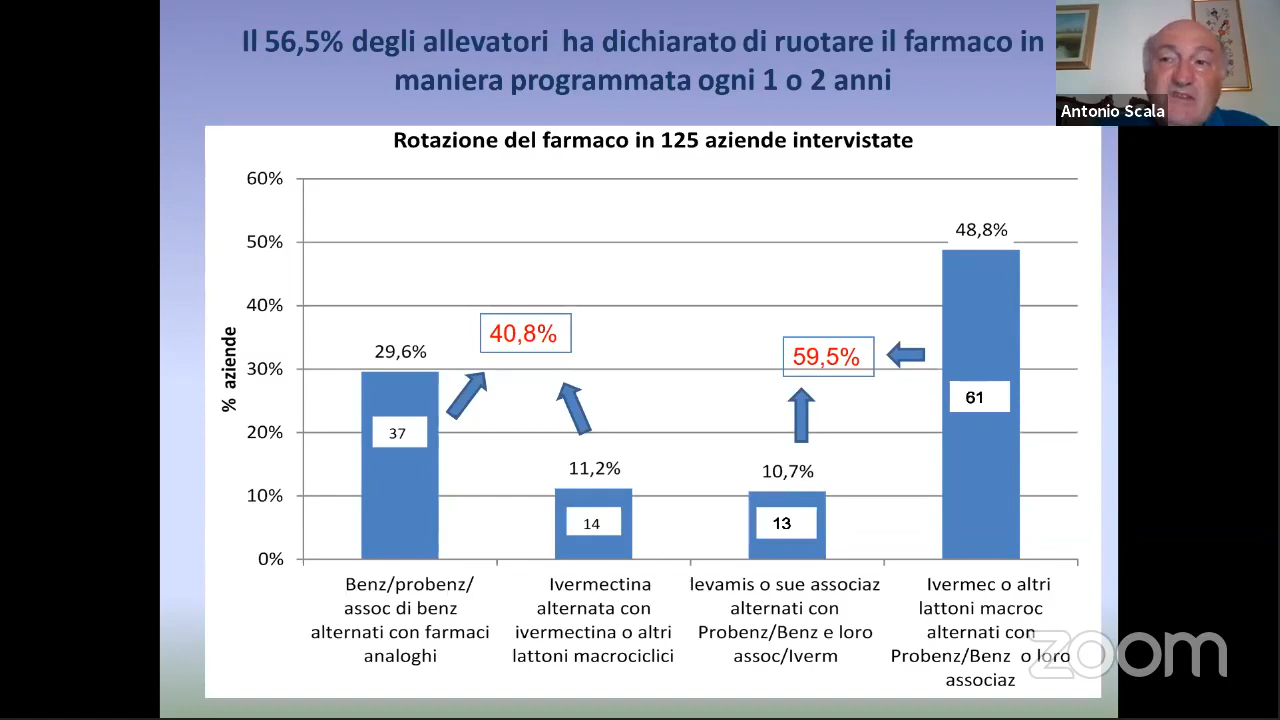 Il 56,5% degli allevatori ha dichiarato di ruotare il farmaco in
maniera programmata ogni 1 o 2 anni
Antonio Scala
Rotazione del farmaco in 125 aziende intervistate
% aziende
60%
50%
40%
30%
20%
10%
0%
29,6%
37
40,8%
11,2%
14
10,7%
13
59,5%
48,8%
61
Benz/probenz/
assoc di benz
alternati con farmaci
analoghi
Ivermectina
alternata con
ivermectina o altri
lattoni macrociclici
levamis o sue associaz
alternati con
Probenz/Benz e loro
assoc/Iverm
Ivermec o altri
lattoni macroc
alternati con
Probenz/Benz o loro
associaz
zoom